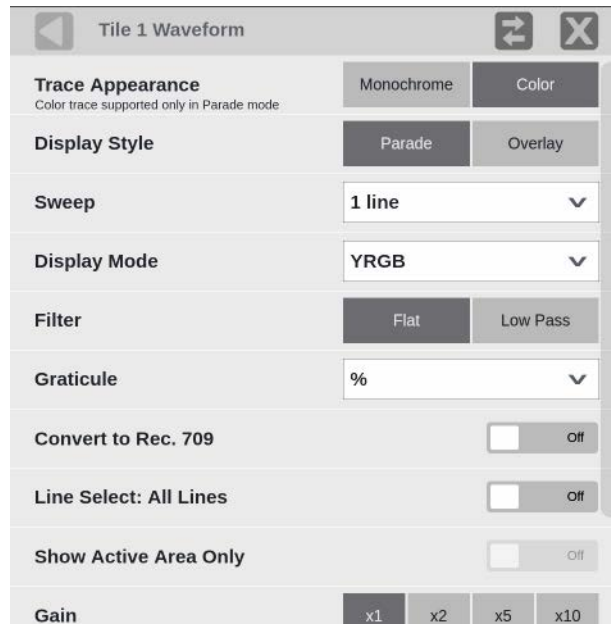 Tile 1 Waveform
Trace Appearance
Color trace supported only in Parade mode
Monochrome Color
Display Style Parade Overlay
Sweep 1 line
Display Mode YRGB
Filter Flat Low Pass
Graticule %
Convert to Rec. 709 Off
Line Select: All Lines Off
Show Active Area Only Off
Gain x1 x2 x5 x10